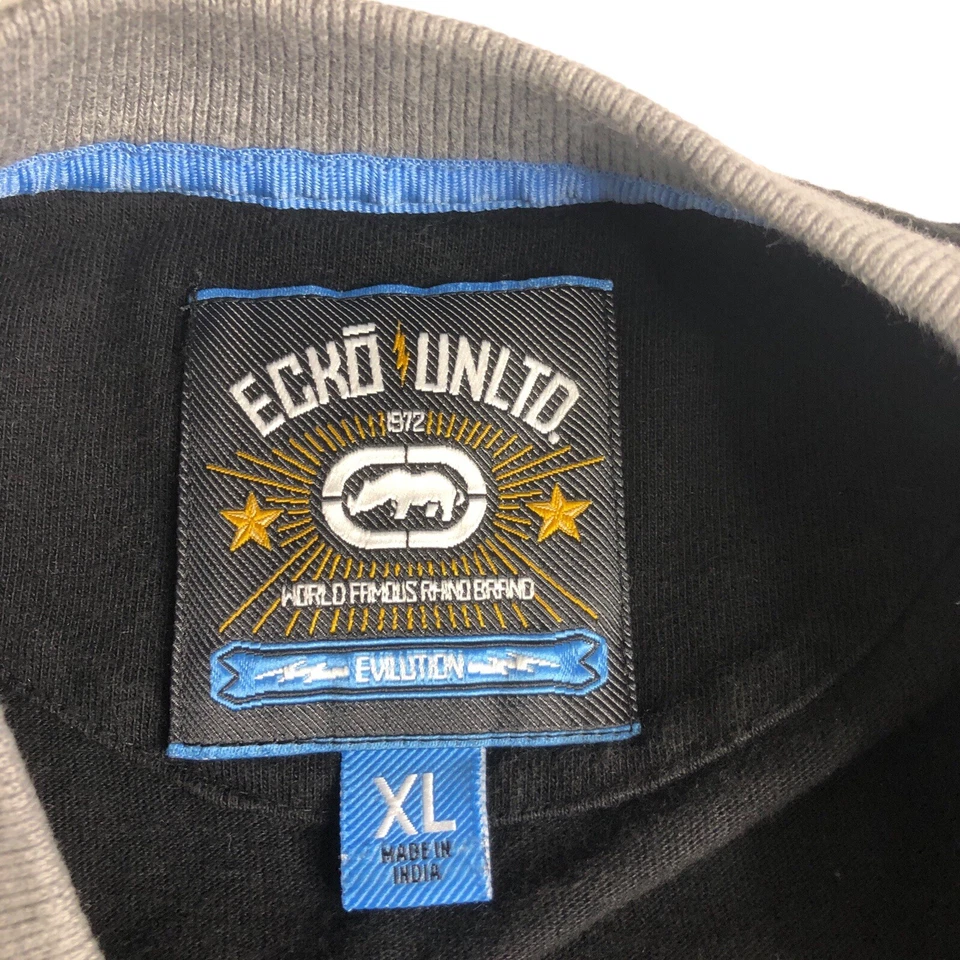 ECKŌ UNLTD.
1972
WORLD FAMOUS RHINO BRAND
EVILUTION
XL
MADE IN
INDIA